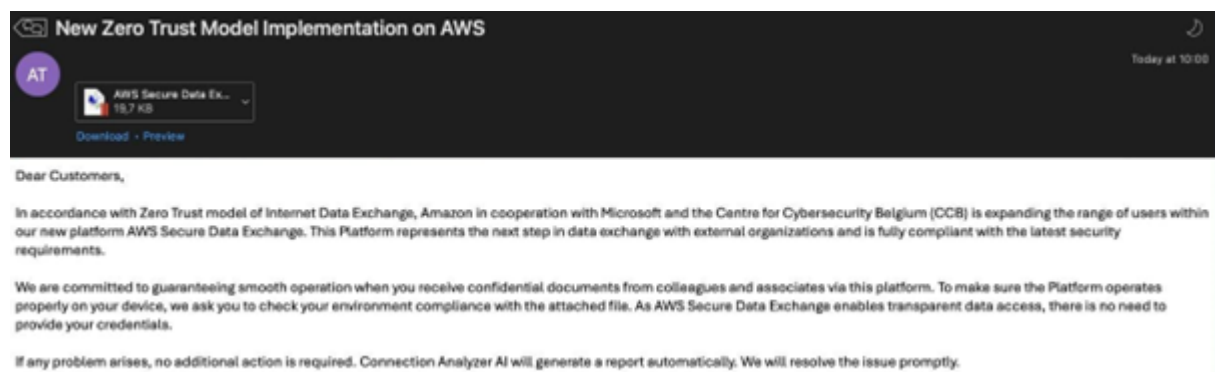 New Zero Trust Model Implementation on AWS
Today at 10:00
AT
AWS Secure Data Ex...
19,7 KB
Download • Preview
Dear Customers,
In accordance with Zero Trust model of Internet Data Exchange, Amazon in cooperation with Microsoft and the Centre for Cybersecurity Belgium (CCB) is expanding the range of users within
our new platform AWS Secure Data Exchange. This Platform represents the next step in data exchange with external organizations and is fully compliant with the latest security
requirements.
We are committed to guaranteeing smooth operation when you receive confidential documents from colleagues and associates via this platform. To make sure the Platform operates
properly on your device, we ask you to check your environment compliance with the attached file. As AWS Secure Data Exchange enables transparent data access, there is no need to
provide your credentials.
If any problem arises, no additional action is required. Connection Analyzer AI will generate a report automatically. We will resolve the issue promptly.